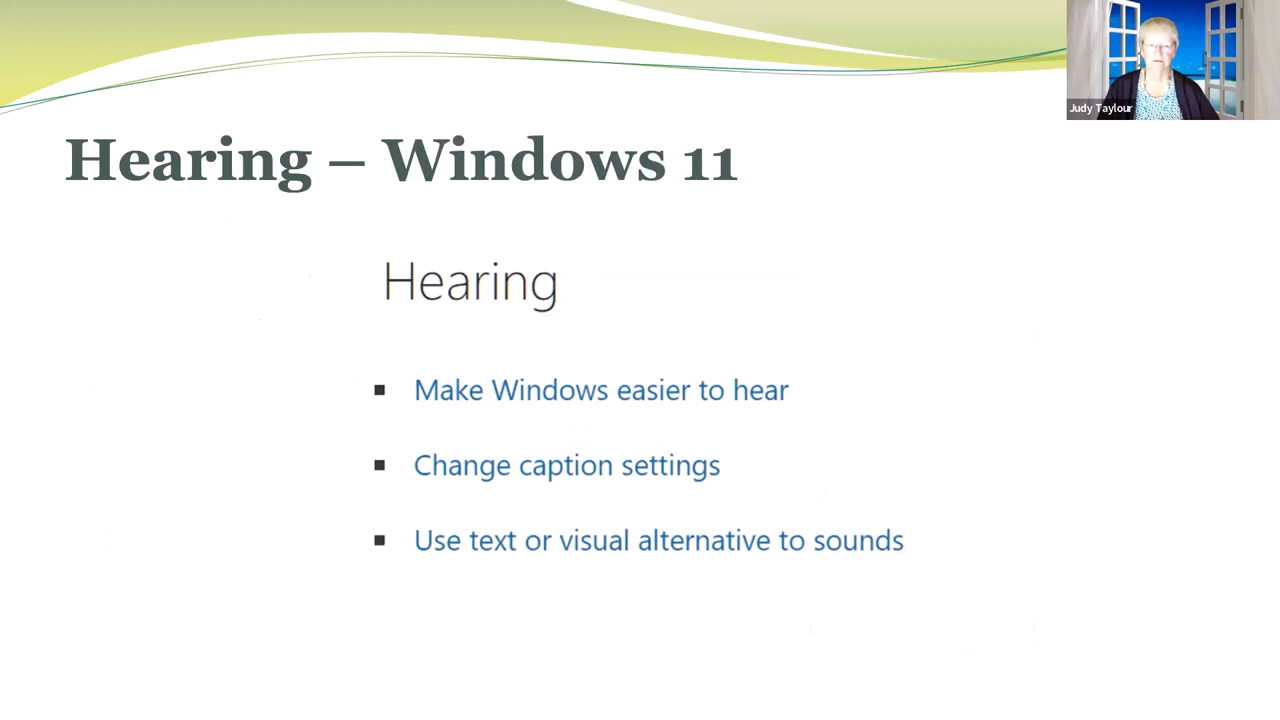 Judy Taylour
Hearing – Windows 11
Hearing
▪ Make Windows easier to hear
▪ Change caption settings
▪ Use text or visual alternative to sounds